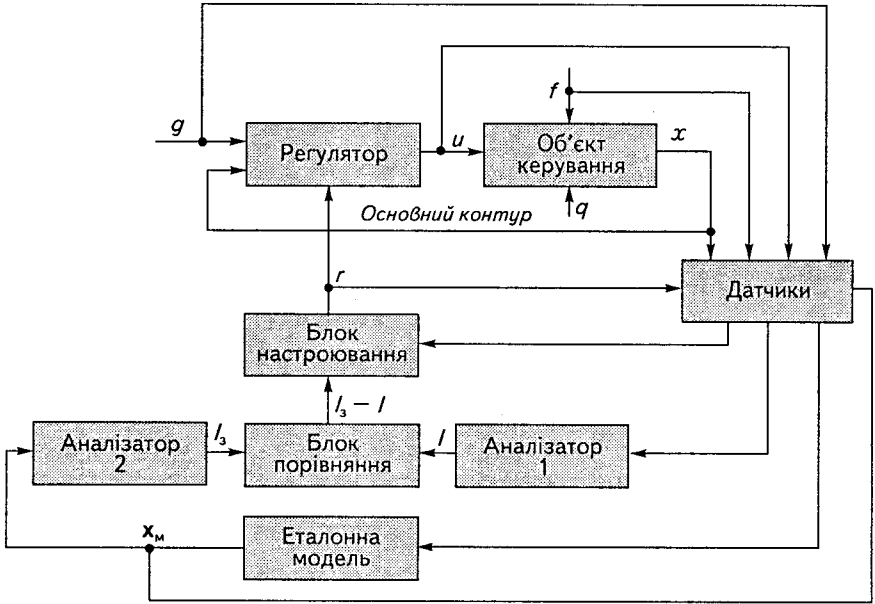 g
Регулятор
u
f
Об'єкт
керування
x
q
Основний контур
r
Датчики
Блок
настроювання
Iз – I
Аналізатор
2
Iз
Блок
порівняння
I
Аналізатор
1
xм
Еталонна
модель